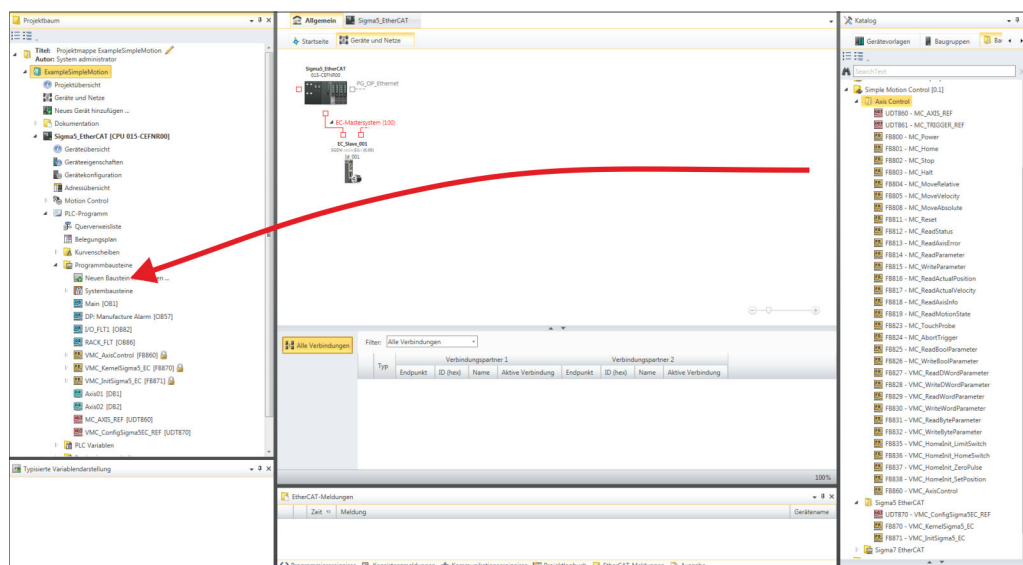 Projektbaum
Titel: Projektmappe ExampleSimpleMotion
Autor: System administrator
ExampleSimpleMotion
Projektübersicht
Geräte und Netze
Neues Gerät hinzufügen ...
Dokumentation
Sigma5_EtherCAT [CPU 015-CEFNR00]
Geräteübersicht
Geräteeigenschaften
Gerätekonfiguration
Adressübersicht
Motion Control
PLC-Programm
Querverweisliste
Belegungsplan
Kurvenscheiben
Programmbausteine
Neuen Baustein
Systembausteine
Main [OB1]
DP: Manufacture Alarm [OB57]
I/O_FLT1 [OB82]
RACK_FLT [OB86]
VMC_AxisControl [FB860]
VMC_KernelSigma5_EC [FB870]
VMC_InitSigma5_EC [FB871]
Axis01 [DB1]
Axis02 [DB2]
MC_AXIS_REF [UDT860]
VMC_ConfigSigma5EC_REF [UDT870]
PLC Variablen
Typisierte Variablendarstellung
Allgemein
Sigma5_EtherCAT
Startseite
Geräte und Netze
Sigma5_EtherCAT
015-CEFNR00
PG_OP_Ethernet
EC-Mastersystem (100)
EC_Slave_001
Id_001
Alle Verbindungen
Filter: Alle Verbindungen
Typ
Verbindungspartner 1
Verbindungspartner 2
Endpunkt ID (hex) Name Aktive Verbindung Endpunkt ID (hex) Name Aktive Verbindung
100%
EtherCAT-Meldungen
Zeit Meldung Gerätename
Katalog
Gerätevorlagen Baugruppen
SearchText
Simple Motion Control [0.1]
Axis Control
UDT860 - MC_AXIS_REF
UDT861 - MC_TRIGGER_REF
FB800 - MC_Power
FB801 - MC_Home
FB802 - MC_Stop
FB803 - MC_Halt
FB804 - MC_MoveRelative
FB805 - MC_MoveVelocity
FB808 - MC_MoveAbsolute
FB811 - MC_Reset
FB812 - MC_ReadStatus
FB813 - MC_ReadAxisError
FB814 - MC_ReadParameter
FB815 - MC_WriteParameter
FB816 - MC_ReadActualPosition
FB817 - MC_ReadActualVelocity
FB818 - MC_ReadAxisInfo
FB819 - MC_ReadMotionState
FB823 - MC_TouchProbe
FB824 - MC_AbortTrigger
FB825 - MC_ReadBoolParameter
FB826 - MC_WriteBoolParameter
FB827 - VMC_ReadDWordParameter
FB828 - VMC_WriteDWordParameter
FB829 - VMC_ReadWordParameter
FB830 - VMC_WriteWordParameter
FB831 - VMC_ReadByteParameter
FB832 - VMC_WriteByteParameter
FB835 - VMC_HomeInit_LimitSwitch
FB836 - VMC_HomeInit_HomeSwitch
FB837 - VMC_HomeInit_ZeroPulse
FB838 - VMC_HomeInit_SetPosition
FB860 - VMC_AxisControl
Sigma5 EtherCAT
UDT870 - VMC_ConfigSigma5EC_REF
FB870 - VMC_KernelSigma5_EC
FB871 - VMC_InitSigma5_EC
Sigma7 EtherCAT